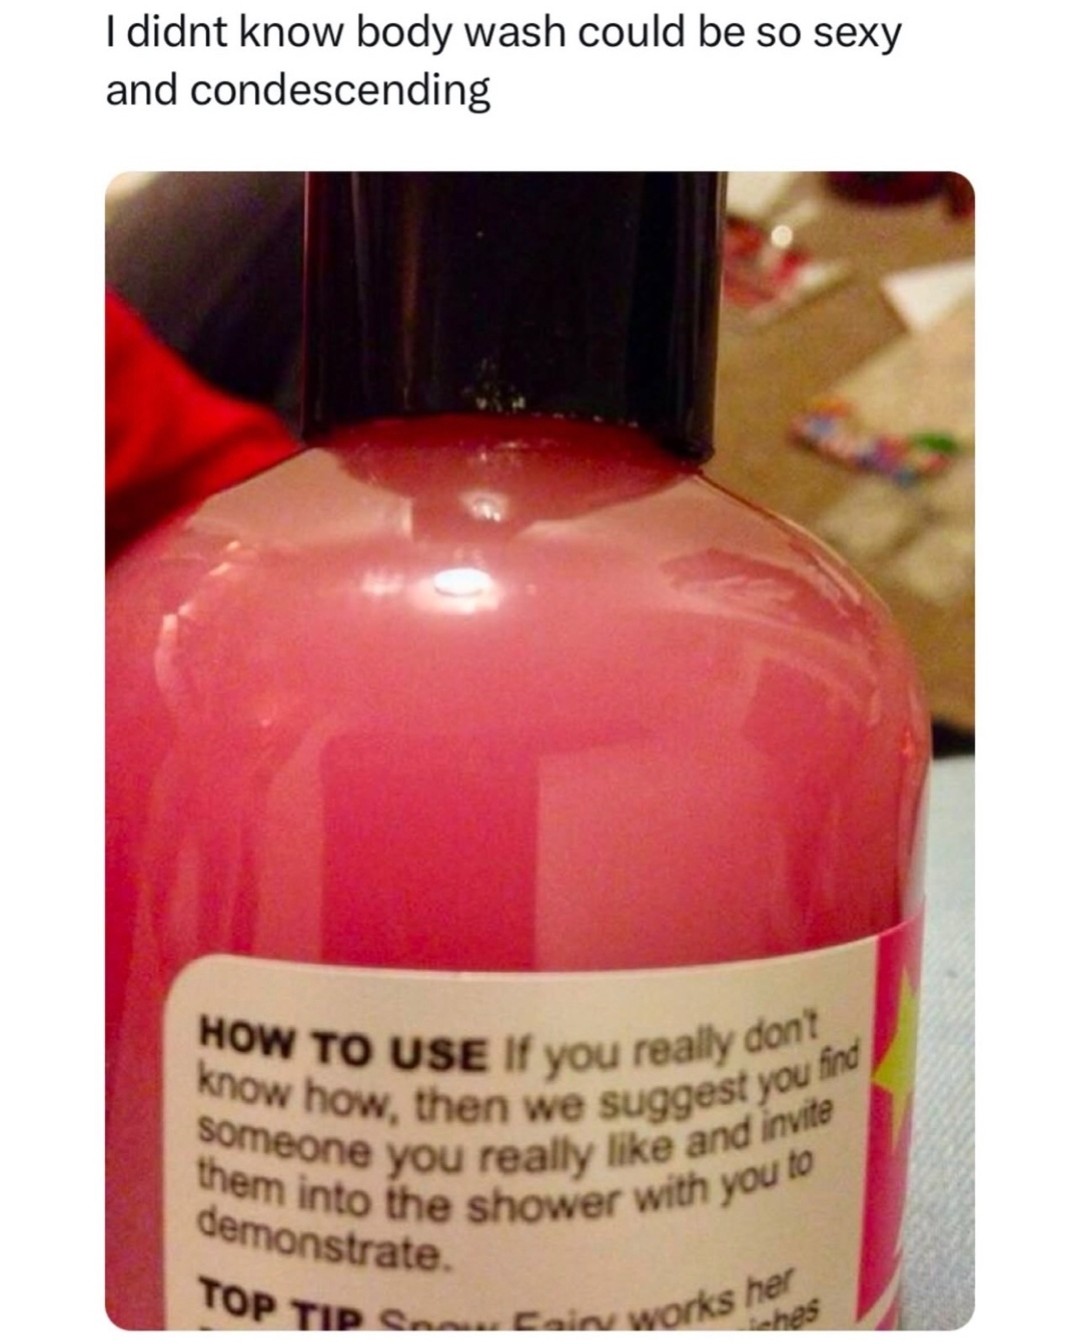 I didnt know body wash could be so sexy
and condescending
HOW TO USE If you really don't
know how, then we suggest you find
someone you really like and invite
them into the shower with you to
demonstrate.
TOP TIP Snow Fairy works her